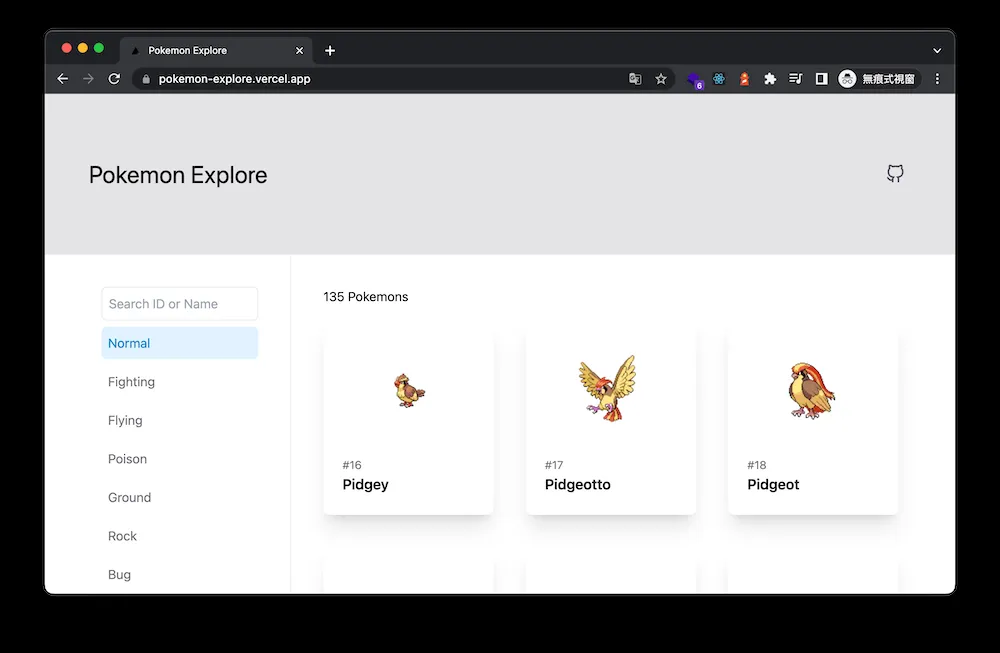 Pokemon Explore
pokemon-explore.vercel.app
6
無痕式視窗
Pokemon Explore
Search ID or Name
Normal
Fighting
Flying
Poison
Ground
Rock
Bug
135 Pokemons
#16
Pidgey
#17
Pidgeotto
#18
Pidgeot